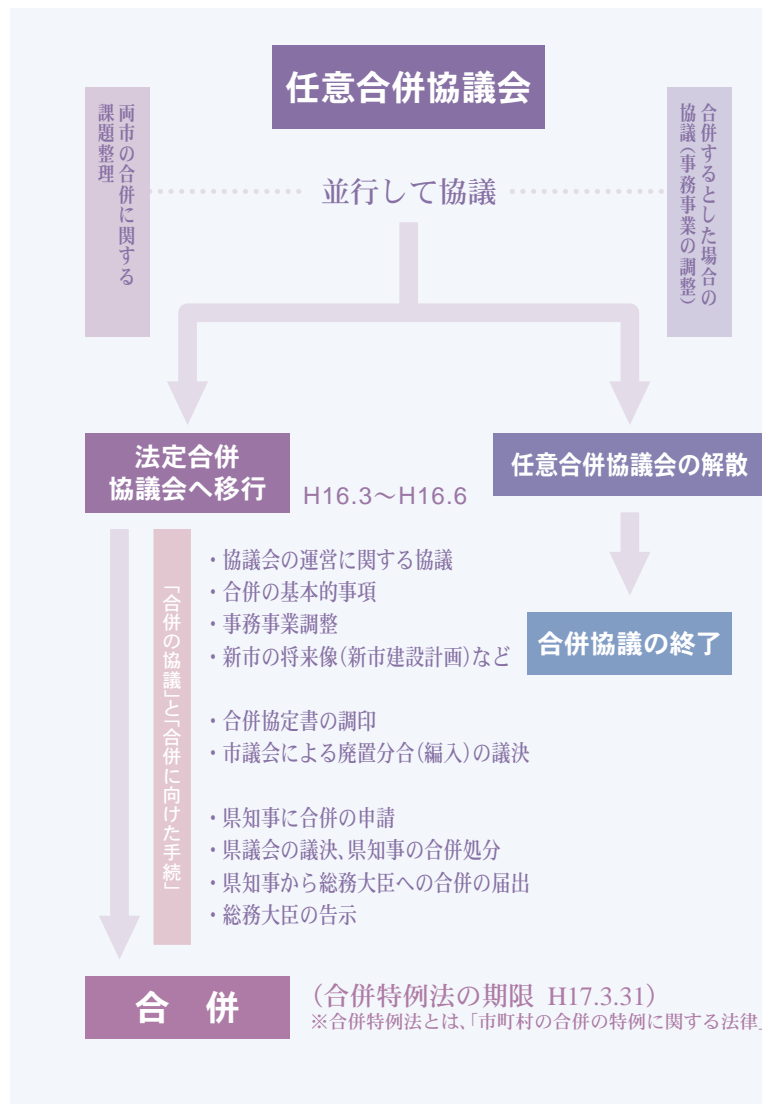 任意合併協議会
両市の合併に関する
課題整理
並行して協議
合併するとした場合の
協議（事務事業の調整）
法定合併
協議会へ移行
H16.3〜H16.6
任意合併協議会の解散
合併協議の終了
「合併の協議」と「合併に向けた手続」
・協議会の運営に関する協議
・合併の基本的事項
・事務事業調整
・新市の将来像（新市建設計画）など
・合併協定書の調印
・市議会による廃置分合（編入）の議決
・県知事に合併の申請
・県議会の議決、県知事の合併処分
・県知事から総務大臣への合併の届出
・総務大臣の告示
合　併
（合併特例法の期限 H17.3.31）
※合併特例法とは、「市町村の合併の特例に関する法律」